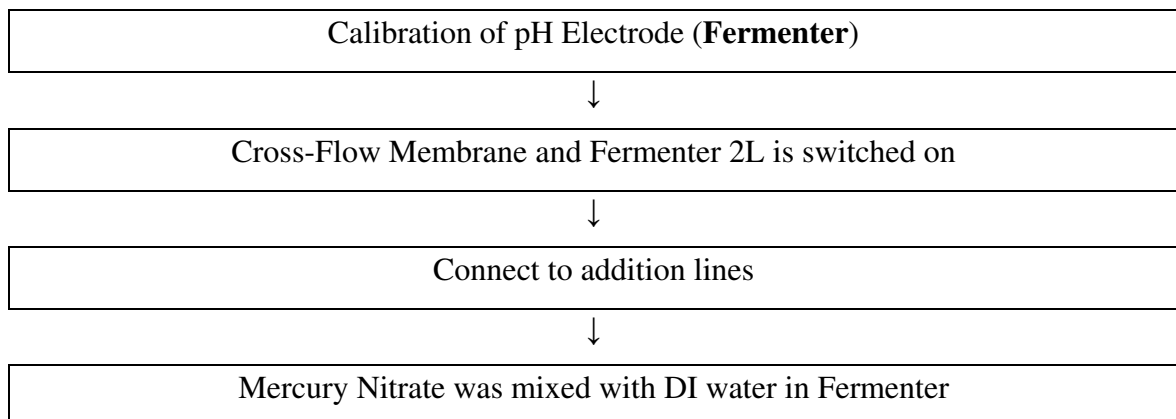 Calibration of pH Electrode (Fermenter)
↓
Cross-Flow Membrane and Fermenter 2L is switched on
↓
Connect to addition lines
↓
Mercury Nitrate was mixed with DI water in Fermenter